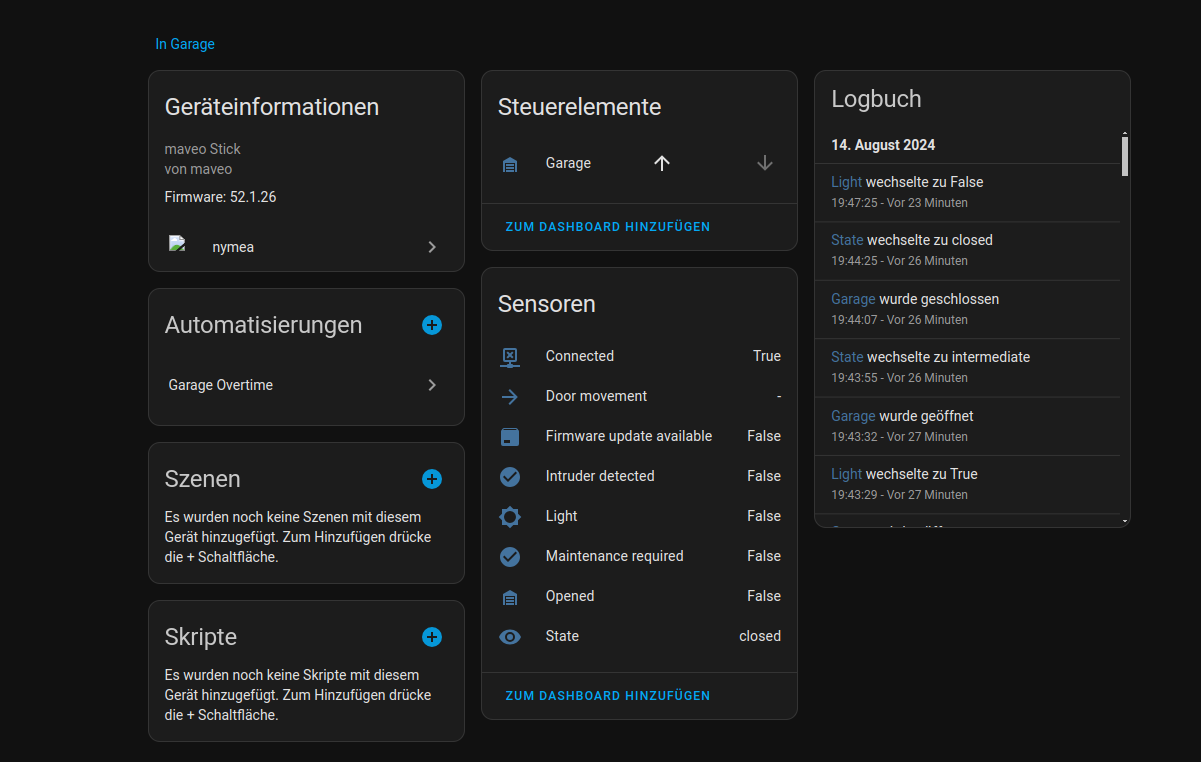 In Garage
Geräteinformationen
maveo Stick
von maveo
Firmware: 52.1.26
nymea
Automatisierungen
Garage Overtime
Szenen
Es wurden noch keine Szenen mit diesem
Gerät hinzugefügt. Zum Hinzufügen drücke
die + Schaltfläche.
Skripte
Es wurden noch keine Skripte mit diesem
Gerät hinzugefügt. Zum Hinzufügen drücke
die + Schaltfläche.
Steuerelemente
Garage
ZUM DASHBOARD HINZUFÜGEN
Sensoren
Connected True
Door movement -
Firmware update available False
Intruder detected False
Light False
Maintenance required False
Opened False
State closed
ZUM DASHBOARD HINZUFÜGEN
Logbuch
14. August 2024
Light wechselte zu False
19:47:25 - Vor 23 Minuten
State wechselte zu closed
19:44:25 - Vor 26 Minuten
Garage wurde geschlossen
19:44:07 - Vor 26 Minuten
State wechselte zu intermediate
19:43:55 - Vor 26 Minuten
Garage wurde geöffnet
19:43:32 - Vor 27 Minuten
Light wechselte zu True
19:43:29 - Vor 27 Minuten